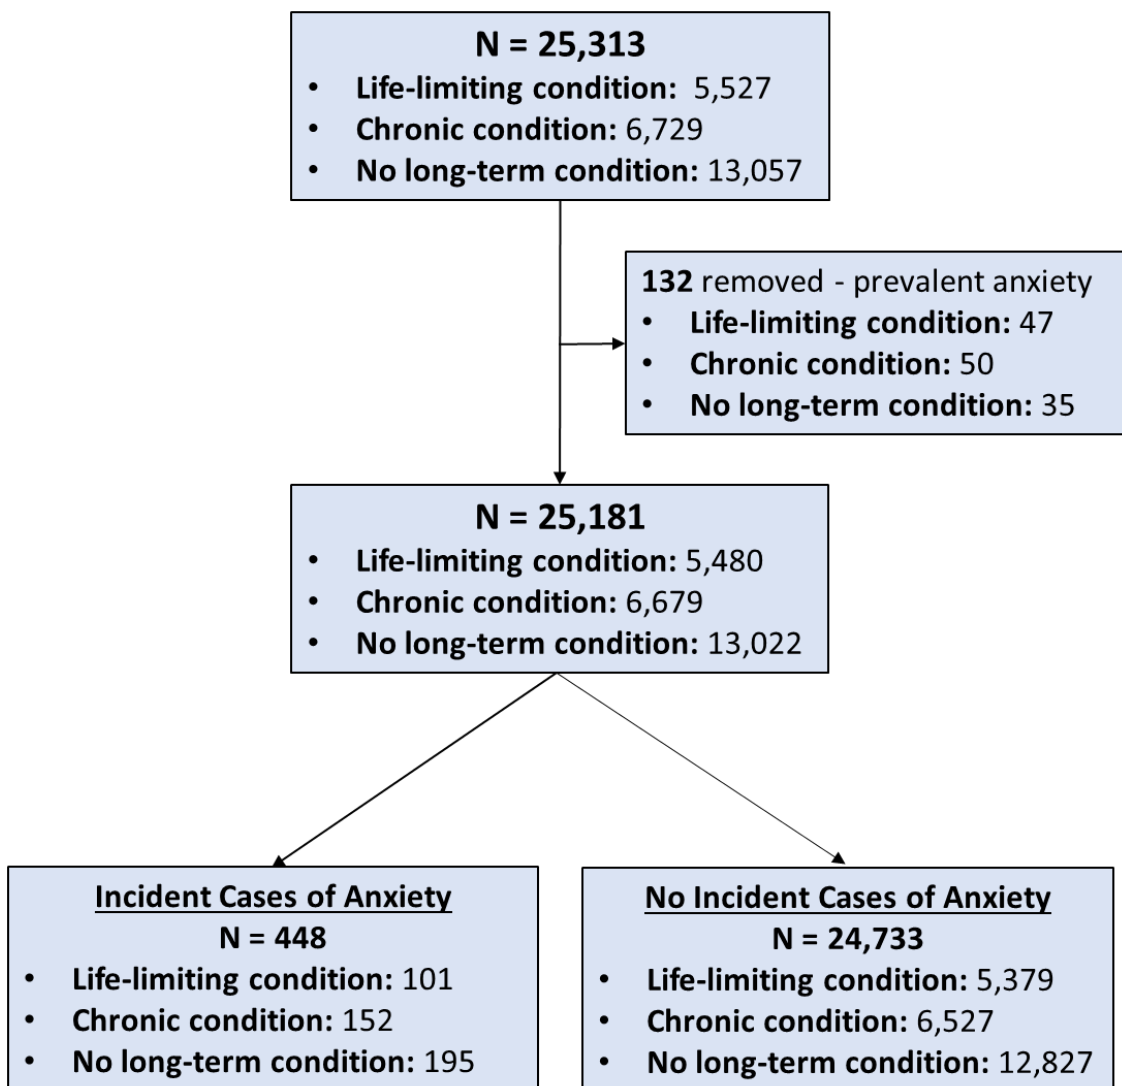 N = 25,313
• Life-limiting condition: 5,527
• Chronic condition: 6,729
• No long-term condition: 13,057
132 removed - prevalent anxiety
• Life-limiting condition: 47
• Chronic condition: 50
• No long-term condition: 35
N = 25,181
• Life-limiting condition: 5,480
• Chronic condition: 6,679
• No long-term condition: 13,022
Incident Cases of Anxiety
N = 448
• Life-limiting condition: 101
• Chronic condition: 152
• No long-term condition: 195
No Incident Cases of Anxiety
N = 24,733
• Life-limiting condition: 5,379
• Chronic condition: 6,527
• No long-term condition: 12,827